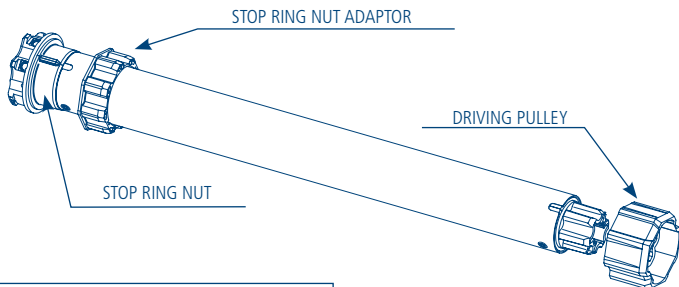 STOP RING NUT ADAPTOR
DRIVING PULLEY
STOP RING NUT